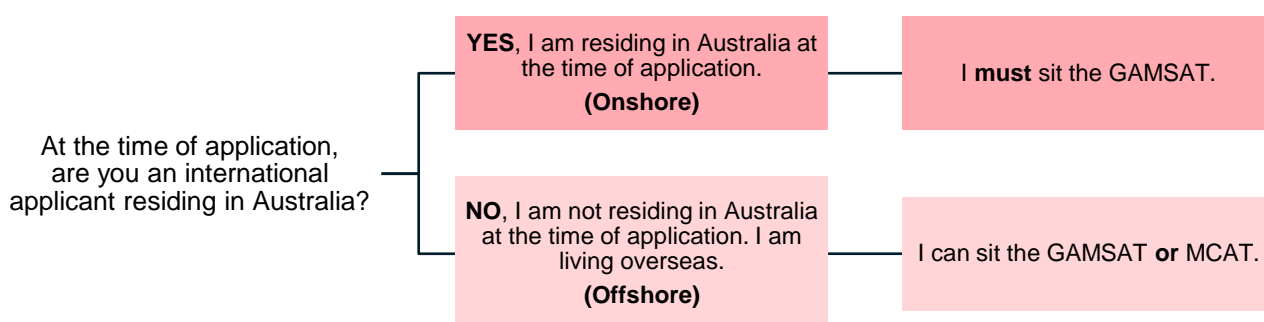 At the time of application,
are you an international
applicant residing in Australia?
YES, I am residing in Australia at
the time of application.
(Onshore)
I must sit the GAMSAT.
NO, I am not residing in Australia
at the time of application. I am
living overseas.
(Offshore)
I can sit the GAMSAT or MCAT.